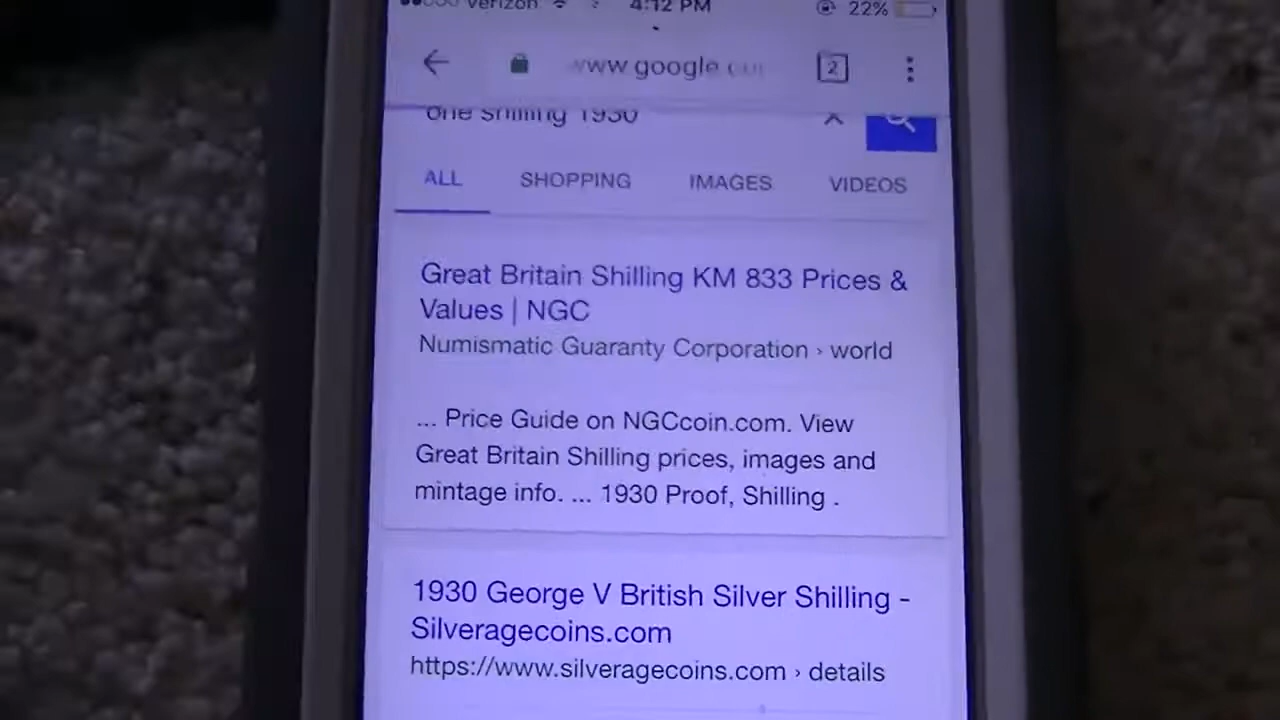 verizon 4:12 PM 22%
www.google.co 2
one shilling 1930
ALL SHOPPING IMAGES VIDEOS
Great Britain Shilling KM 833 Prices &
Values | NGC
Numismatic Guaranty Corporation › world
... Price Guide on NGCcoin.com. View
Great Britain Shilling prices, images and
mintage info. ... 1930 Proof, Shilling .
1930 George V British Silver Shilling -
Silveragecoins.com
https://www.silveragecoins.com › details